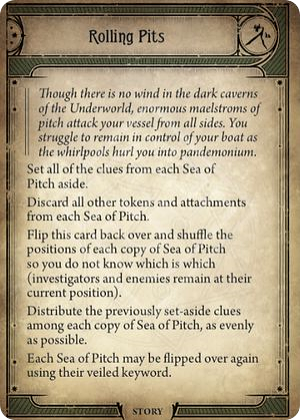 Rolling Pits
Though there is no wind in the dark caverns
of the Underworld, enormous maelstroms of
pitch attack your vessel from all sides. You
struggle to remain in control of your boat as
the whirlpools hurl you into pandemonium.
Set all of the clues from each Sea of
Pitch aside.
Discard all other tokens and attachments
from each Sea of Pitch.
Flip this card back over and shuffle the
positions of each copy of Sea of Pitch
so you do not know which is which
(investigators and enemies remain at their
current position).
Distribute the previously set-aside clues
among each copy of Sea of Pitch, as evenly
as possible.
Each Sea of Pitch may be flipped over again
using their veiled keyword.
STORY